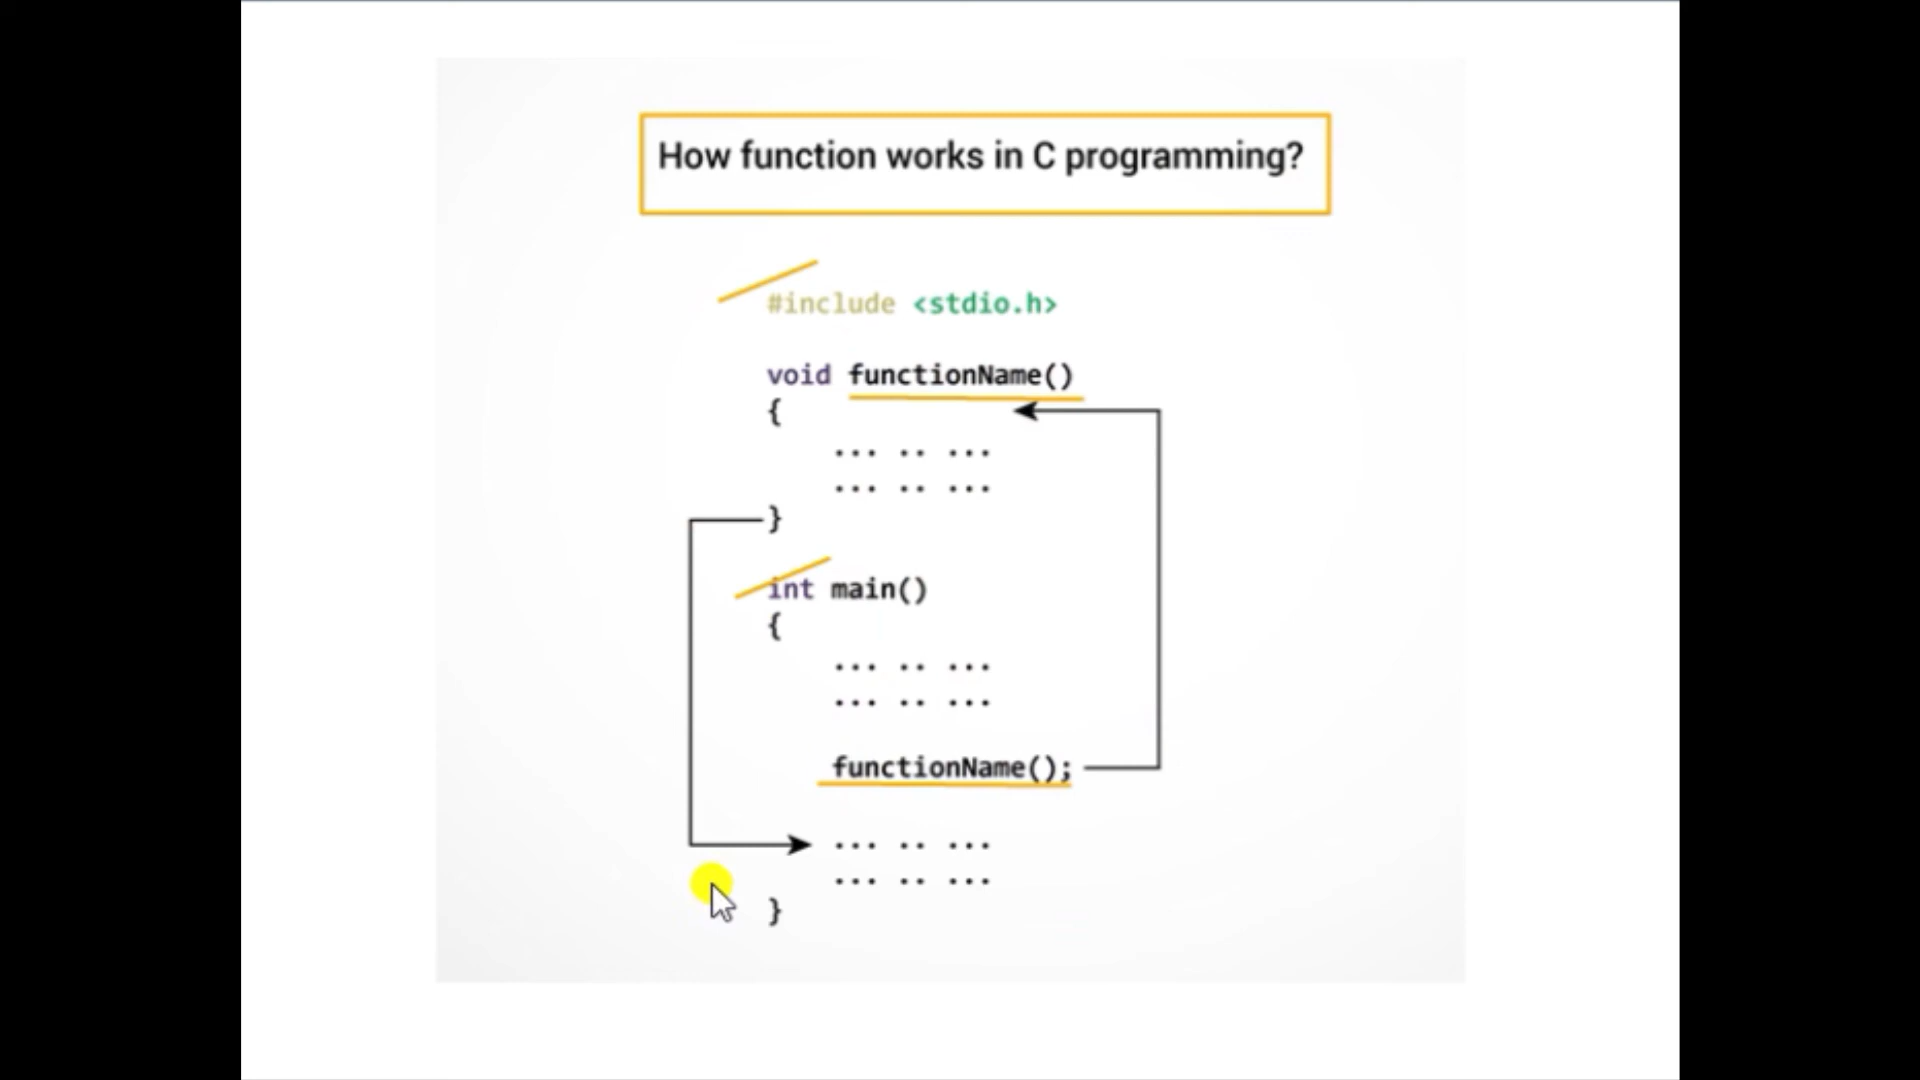 How function works in C programming?
#include <stdio.h>
void functionName()
{
... .. ...
... .. ...
}
int main()
{
... .. ...
... .. ...
functionName();
... .. ...
... .. ...
}